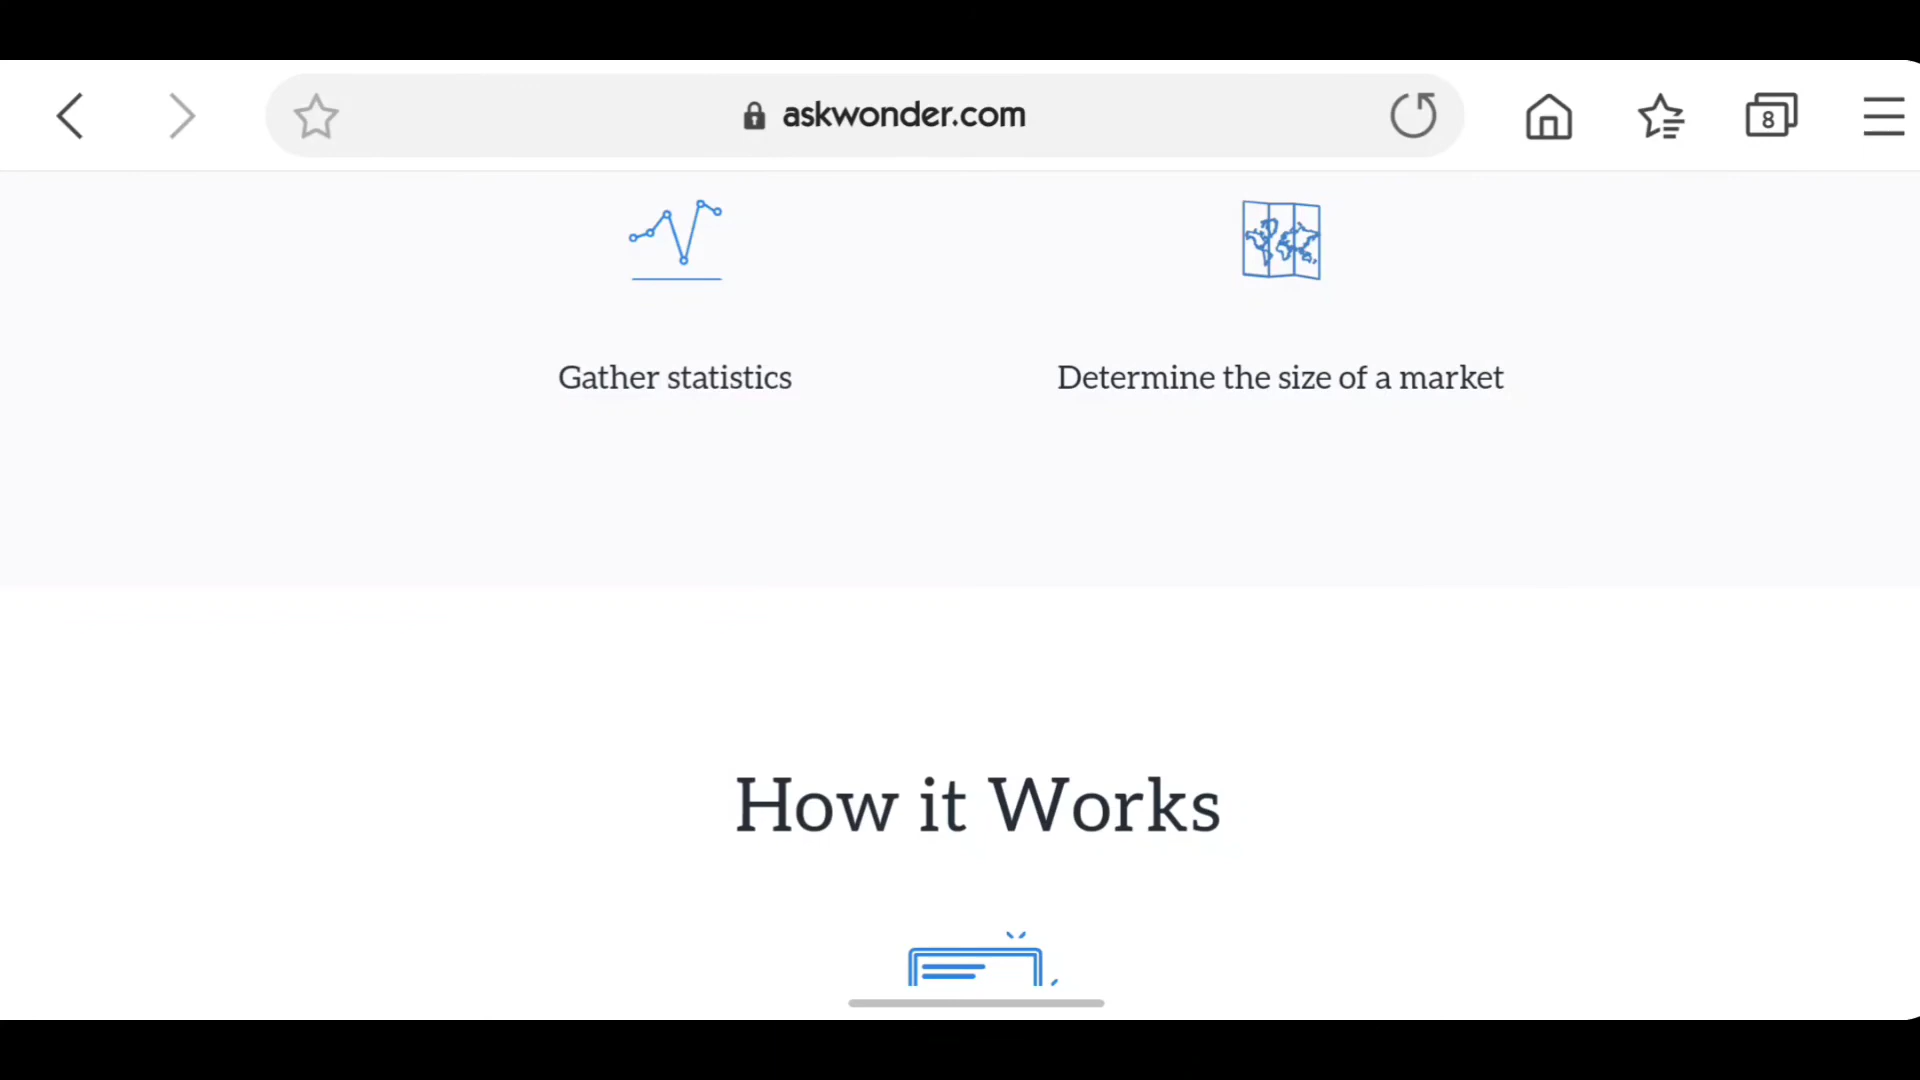 askwonder.com
8
Gather statistics
Determine the size of a market
How it Works